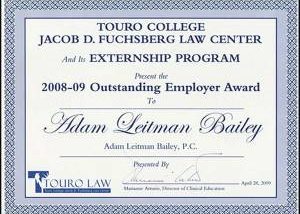 TOURO COLLEGE
JACOB D. FUCHSBERG LAW CENTER
And Its EXTERNSHIP PROGRAM
Present the
2008-09 Outstanding Employer Award
To
Adam Leitman Bailey
Adam Leitman Bailey, P.C.
Presented By
TOURO LAW
Marianne Artusio, Director of Clinical Education
April 28, 2009